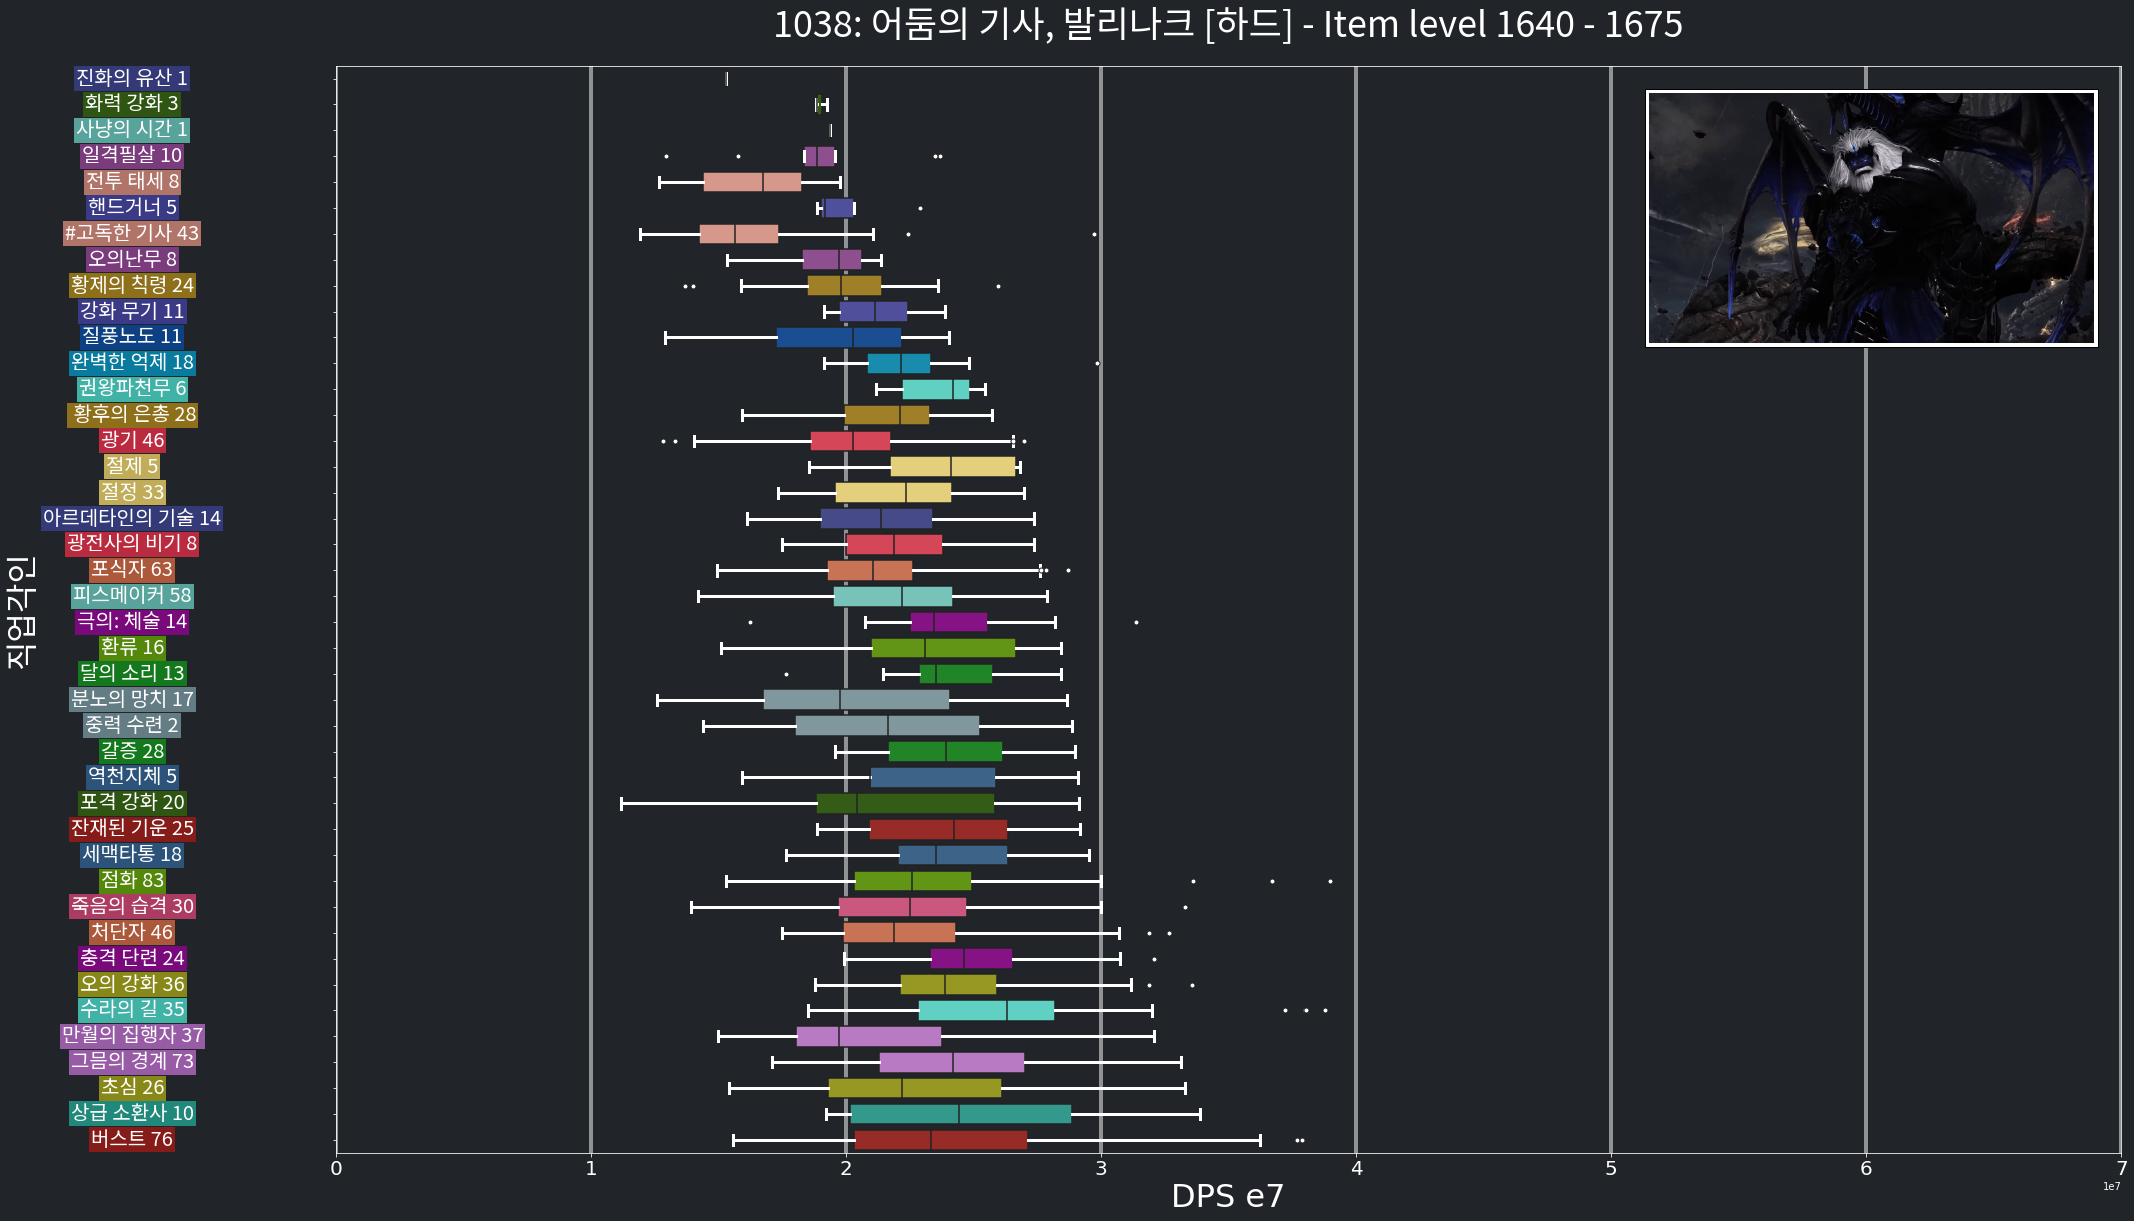 1038: 어둠의 기사, 발리나크 [하드] - Item level 1640 - 1675
직업각인
진화의 유산 1
화력 강화 3
사냥의 시간 1
일격필살 10
전투 태세 8
핸드거너 5
#고독한 기사 43
오의난무 8
황제의 칙령 24
강화 무기 11
질풍노도 11
완벽한 억제 18
권왕파천무 6
황후의 은총 28
광기 46
절제 5
절정 33
아르데타인의 기술 14
광전사의 비기 8
포식자 63
피스메이커 58
극의: 체술 14
환류 16
달의 소리 13
분노의 망치 17
중력 수련 2
갈증 28
역천지체 5
포격 강화 20
잔재된 기운 25
세맥타통 18
점화 83
죽음의 습격 30
처단자 46
충격 단련 24
오의 강화 36
수라의 길 35
만월의 집행자 37
그믐의 경계 73
초심 26
상급 소환사 10
버스트 76
0 1 2 3 4 5 6 7
1e7
DPS e7